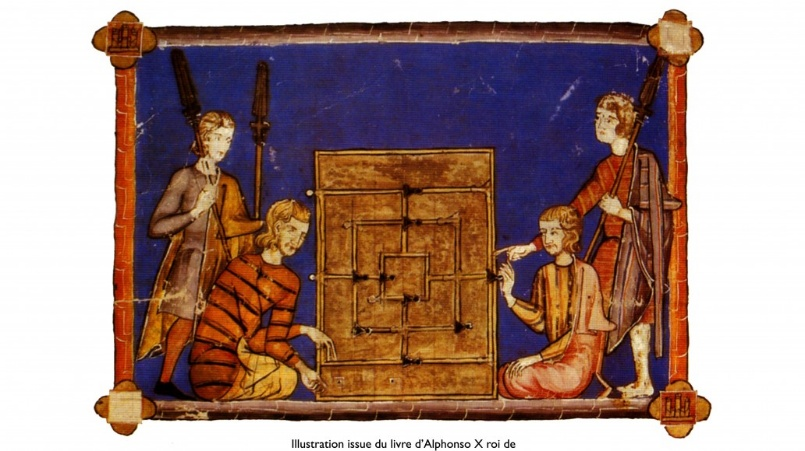 Illustration issue du livre d'Alphonso X roi de